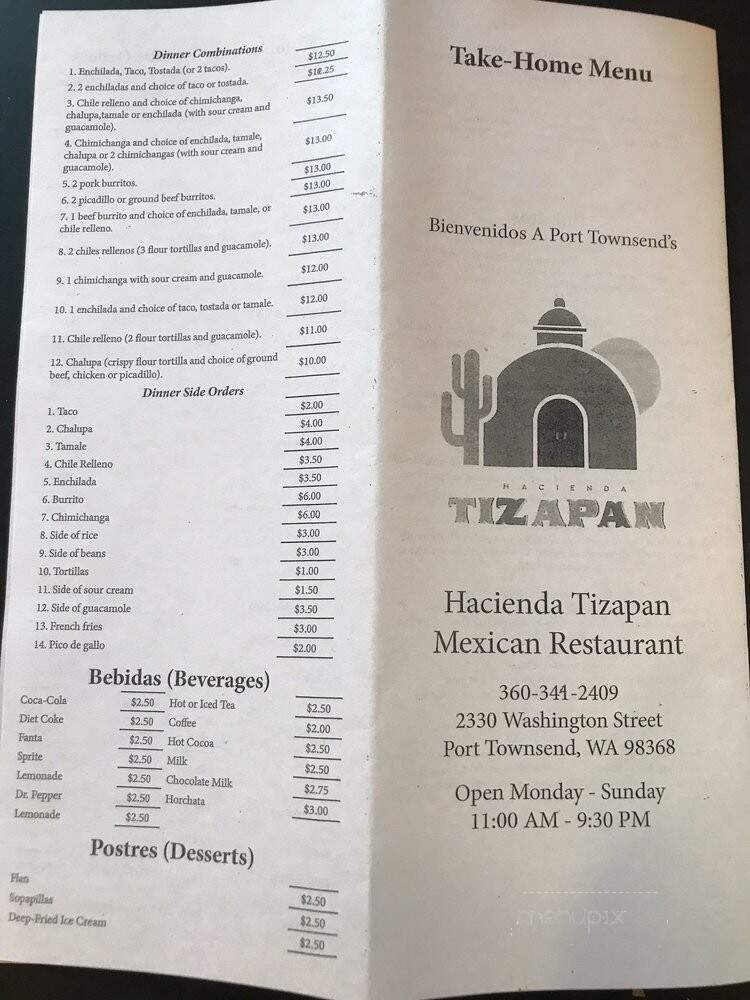 Dinner Combinations
1. Enchilada, Taco, Tostada (or 2 tacos). $12.50
2. 2 enchiladas and choice of taco or tostada. $12.25
3. Chile relleno and choice of chimichanga,
chalupa,tamale or enchilada (with sour cream and $13.50
guacamole).
4. Chimichanga and choice of enchilada, tamale,
chalupa or 2 chimichangas (with sour cream and $13.00
guacamole).
5. 2 pork burritos. $13.00
6. 2 picadillo or ground beef burritos. $13.00
7. 1 beef burrito and choice of enchilada, tamale, or $13.00
chile relleno.
8. 2 chiles rellenos (3 flour tortillas and guacamole). $13.00
9. 1 chimichanga with sour cream and guacamole. $12.00
10. 1 enchilada and choice of taco, tostada or tamale. $12.00
11. Chile relleno (2 flour tortillas and guacamole). $11.00
12. Chalupa (crispy flour tortilla and choice of ground $10.00
beef, chicken or picadillo).
Dinner Side Orders
1. Taco $2.00
2. Chalupa $4.00
3. Tamale $4.00
4. Chile Relleno $3.50
5. Enchilada $3.50
6. Burrito $6.00
7. Chimichanga $6.00
8. Side of rice $3.00
9. Side of beans $3.00
10. Tortillas $1.00
11. Side of sour cream $1.50
12. Side of guacamole $3.50
13. French fries $3.00
14. Pico de gallo $2.00
Bebidas (Beverages)
Coca-Cola $2.50 Hot or Iced Tea $2.50
Diet Coke $2.50 Coffee $2.00
Fanta $2.50 Hot Cocoa $2.50
Sprite $2.50 Milk $2.50
Lemonade $2.50 Chocolate Milk $2.75
Dr. Pepper $2.50 Horchata $3.00
Lemonade $2.50
Postres (Desserts)
Flan $2.50
Sopapillas $2.50
Deep-Fried Ice Cream $2.50
Take-Home Menu
Bienvenidos A Port Townsend's
HACIENDA
TIZAPAN
Hacienda Tizapan
Mexican Restaurant
360-344-2409
2330 Washington Street
Port Townsend, WA 98368
Open Monday - Sunday
11:00 AM - 9:30 PM
menupix